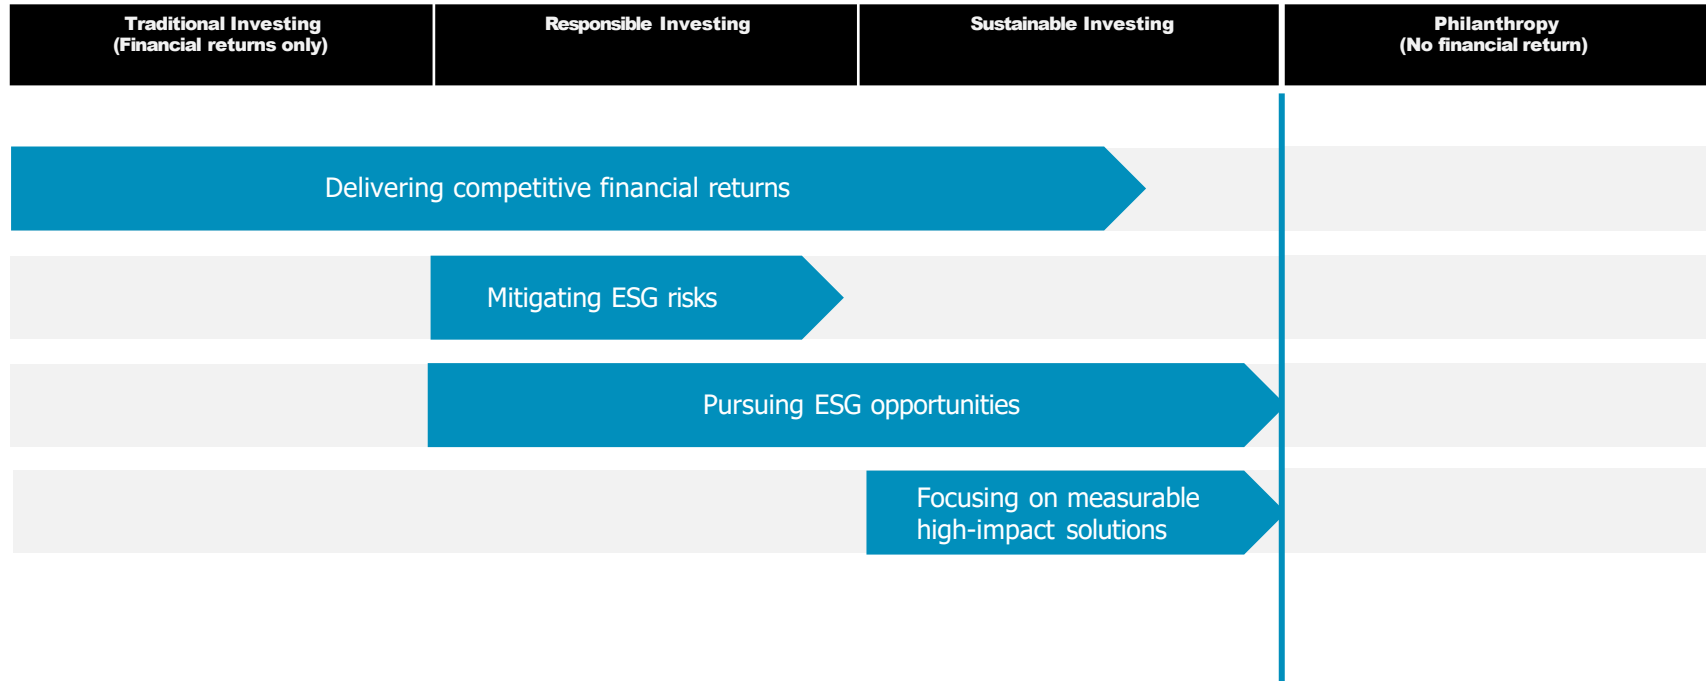 Traditional Investing
(Financial returns only)
Responsible Investing
Sustainable Investing
Philanthropy
(No financial return)
Delivering competitive financial returns
Mitigating ESG risks
Pursuing ESG opportunities
Focusing on measurable
high-impact solutions